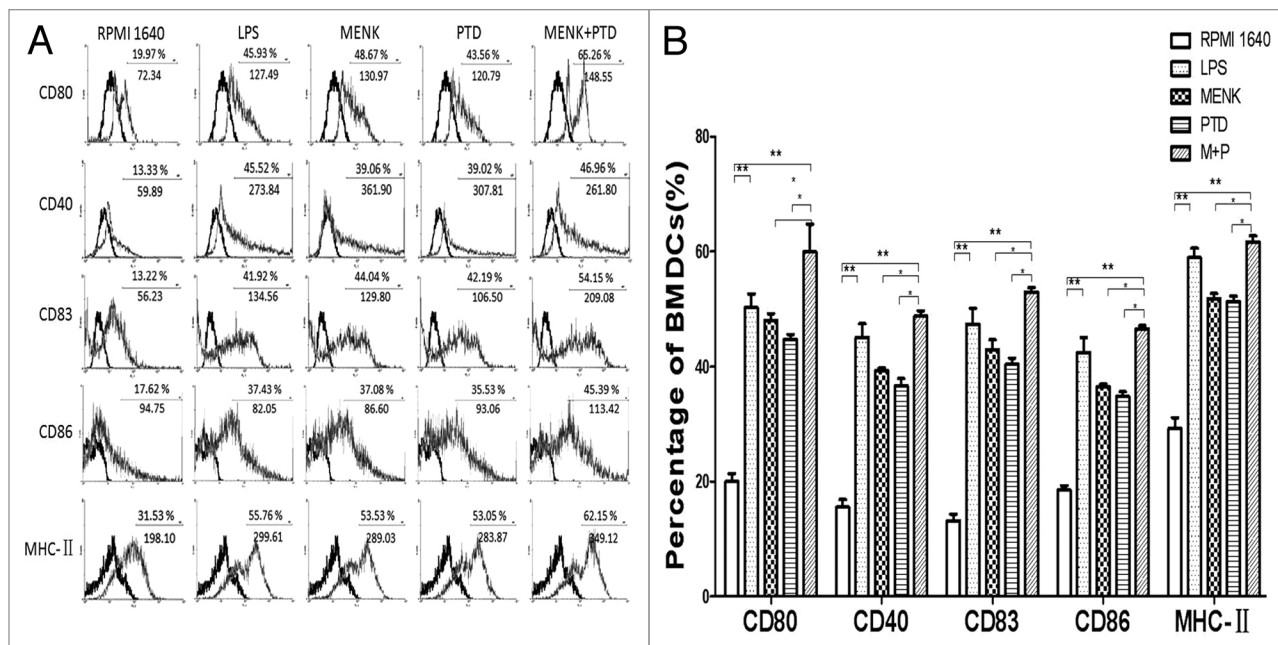 A
RPMI 1640 LPS MENK PTD MENK+PTD
CD80
19.97 % 45.93 % 48.67 % 43.56 % 65.26 %
72.34 127.49 130.97 120.79 148.55
CD40
13.33 % 45.52 % 39.06 % 39.02 % 46.96 %
59.89 273.84 361.90 307.81 261.80
CD83
13.22 % 41.92 % 44.04 % 42.19 % 54.15 %
56.23 134.56 129.80 106.50 209.08
CD86
17.62 % 37.43 % 37.08 % 35.53 % 45.39 %
94.75 82.05 86.60 93.06 113.42
MHC-Ⅱ
31.53 % 55.76 % 53.53 % 53.05 % 62.15 %
198.10 299.61 289.03 283.87 349.12
B
RPMI 1640
LPS
MENK
PTD
M+P
Percentage of BMDCs(%)
80
60
40
20
0
** ** * *
** ** * *
** ** * *
** ** * *
** ** * *
CD80 CD40 CD83 CD86 MHC-Ⅱ